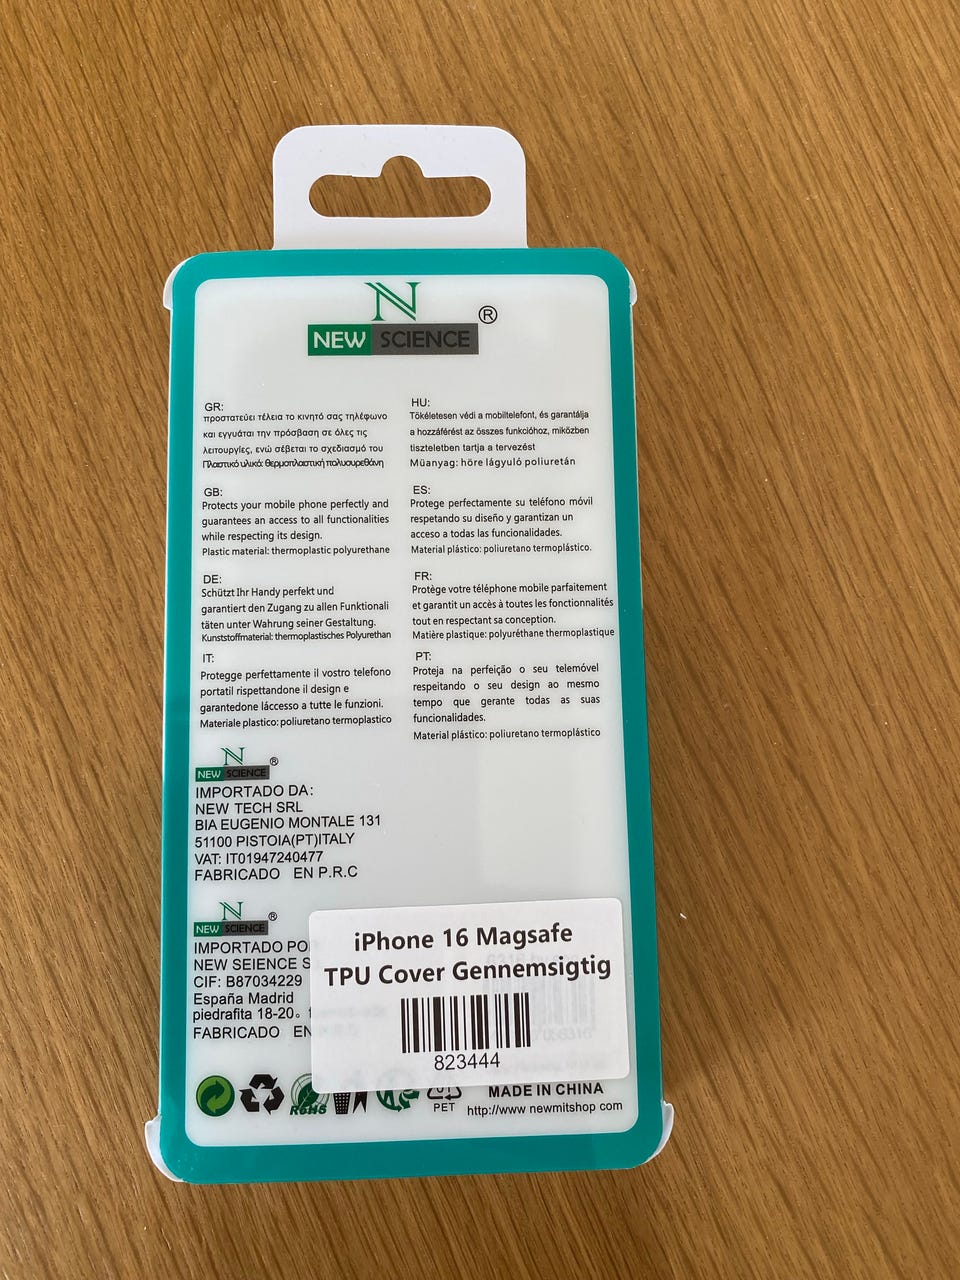 N
NEW SCIENCE ®
GR:
προστατεύει τέλεια το κινητό σας τηλέφωνο
και εγγυάται την πρόσβαση σε όλες τις
λειτουργίες, ενώ σέβεται το σχεδιασμό του
Πλαστικό υλικό: θερμοπλαστική πολυουρεθάνη
HU:
Tökéletesen védi a mobiltelefont, és garantálja
a hozzáférést az összes funkcióhoz, miközben
tiszteletben tartja a tervezést
Müanyag: höre lágyuló poliuretán
GB:
Protects your mobile phone perfectly and
guarantees an access to all functionalities
while respecting its design.
Plastic material: thermoplastic polyurethane
ES:
Protege perfectamente su teléfono móvil
respetando su diseño y garantizan un
acceso a todas las funcionalidades.
Material plástico: poliuretano termoplástico.
DE:
Schützt Ihr Handy perfekt und
garantiert den Zugang zu allen Funktionali
täten unter Wahrung seiner Gestaltung.
Kunststoffmaterial: thermoplastisches Polyurethan
FR:
Protège votre téléphone mobile parfaitement
et garantit un accès à toutes les fonctionnalités
tout en respectant sa conception.
Matière plastique: polyuréthane thermoplastique
IT:
Protegge perfettamente il vostro telefono
portatil rispettandone il design e
garantedone láccesso a tutte le funzioni.
Materiale plastico: poliuretano termoplastico
PT:
Proteja na perfeição o seu telemóvel
respeitando o seu design ao mesmo
tempo que gerante todas as suas
funcionalidades.
Material plástico: poliuretano termoplástico
N
NEW SCIENCE ®
IMPORTADO DA:
NEW TECH SRL
BIA EUGENIO MONTALE 131
51100 PISTOIA(PT)ITALY
VAT: IT01947240477
FABRICADO EN P.R.C
N
NEW SCIENCE ®
IMPORTADO PO
NEW SEIENCE S
CIF: B87034229
España Madrid
piedrafita 18-20。
FABRICADO EN
iPhone 16 Magsafe
TPU Cover Gennemsigtig
823444
RoHS
PET
MADE IN CHINA
http://www newmitshop com